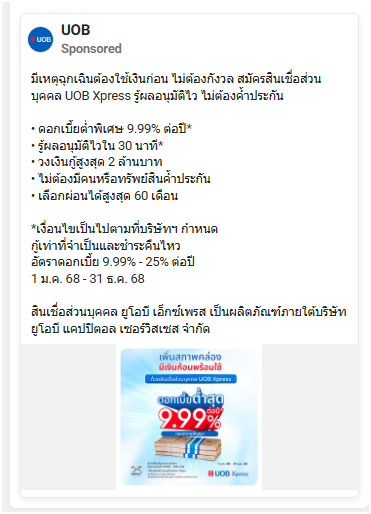 UOB
UOB
Sponsored
มีเหตุฉุกเฉินต้องใช้เงินก่อน ไม่ต้องกังวล สมัครสินเชื่อส่วน
บุคคล UOB Xpress รู้ผลอนุมัติไว ไม่ต้องค้ำประกัน
• ดอกเบี้ยต่ำพิเศษ 9.99% ต่อปี*
• รู้ผลอนุมัติไวใน 30 นาที*
• วงเงินกู้สูงสุด 2 ล้านบาท
• ไม่ต้องมีคนหรือทรัพย์สินค้ำประกัน
• เลือกผ่อนได้สูงสุด 60 เดือน
*เงื่อนไขเป็นไปตามที่บริษัทฯ กำหนด
กู้เท่าที่จำเป็นและชำระคืนไหว
อัตราดอกเบี้ย 9.99% - 25% ต่อปี
1 ม.ค. 68 - 31 ธ.ค. 68
สินเชื่อส่วนบุคคล ยูโอบี เอ็กซ์เพรส เป็นผลิตภัณฑ์ภายใต้บริษัท
ยูโอบี แคปปิตอล เซอร์วิสเซส จำกัด
เพิ่มสภาพคล่อง
มีเงินก้อนพร้อมใช้
ด้วยสินเชื่อส่วนบุคคล UOB Xpress
ดอกเบี้ยต่ำสุด
9.99% ต่อปี*
25
UOB Xpress